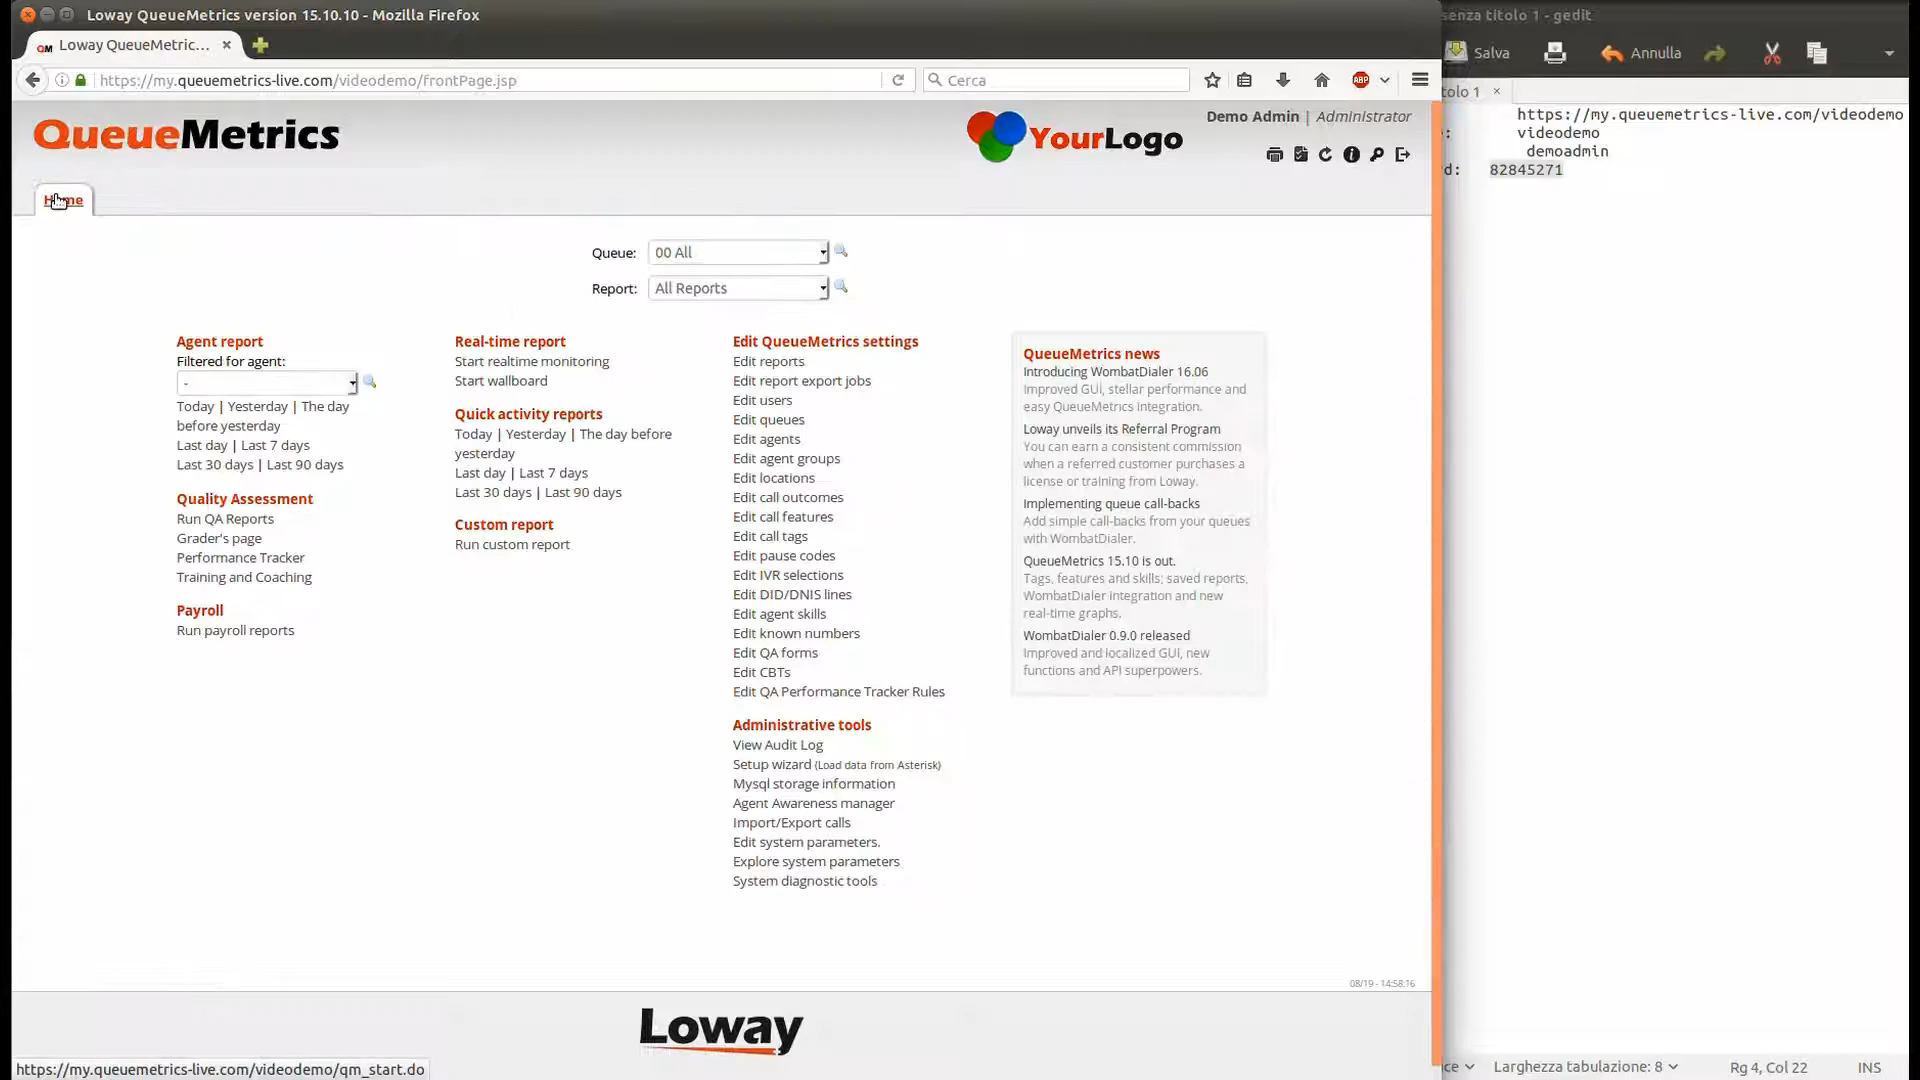 Loway QueueMetrics version 15.10.10 - Mozilla Firefox
senza titolo 1 - gedit
QM Loway QueueMetric... ×
Salva
Annulla
https://my.queuemetrics-live.com/videodemo/frontPage.jsp
Cerca
ABP
tolo 1 ×
QueueMetrics
YourLogo
Demo Admin | Administrator
https://my.queuemetrics-live.com/videodemo
: videodemo
demoadmin
d: 82845271
Home
Queue: 00 All
Report: All Reports
Agent report
Filtered for agent:
-
Today | Yesterday | The day
before yesterday
Last day | Last 7 days
Last 30 days | Last 90 days
Quality Assessment
Run QA Reports
Grader's page
Performance Tracker
Training and Coaching
Payroll
Run payroll reports
Real-time report
Start realtime monitoring
Start wallboard
Quick activity reports
Today | Yesterday | The day before
yesterday
Last day | Last 7 days
Last 30 days | Last 90 days
Custom report
Run custom report
Edit QueueMetrics settings
Edit reports
Edit report export jobs
Edit users
Edit queues
Edit agents
Edit agent groups
Edit locations
Edit call outcomes
Edit call features
Edit call tags
Edit pause codes
Edit IVR selections
Edit DID/DNIS lines
Edit agent skills
Edit known numbers
Edit QA forms
Edit CBTs
Edit QA Performance Tracker Rules
Administrative tools
View Audit Log
Setup wizard (Load data from Asterisk)
Mysql storage information
Agent Awareness manager
Import/Export calls
Edit system parameters.
Explore system parameters
System diagnostic tools
QueueMetrics news
Introducing WombatDialer 16.06
Improved GUI, stellar performance and
easy QueueMetrics integration.
Loway unveils its Referral Program
You can earn a consistent commission
when a referred customer purchases a
license or training from Loway.
Implementing queue call-backs
Add simple call-backs from your queues
with WombatDialer.
QueueMetrics 15.10 is out.
Tags, features and skills; saved reports,
WombatDialer integration and new
real-time graphs.
WombatDialer 0.9.0 released
Improved and localized GUI, new
functions and API superpowers.
08/19 - 14:58:16
Loway
https://my.queuemetrics-live.com/videodemo/qm_start.do
ce
Larghezza tabulazione: 8
Rg 4, Col 22
INS